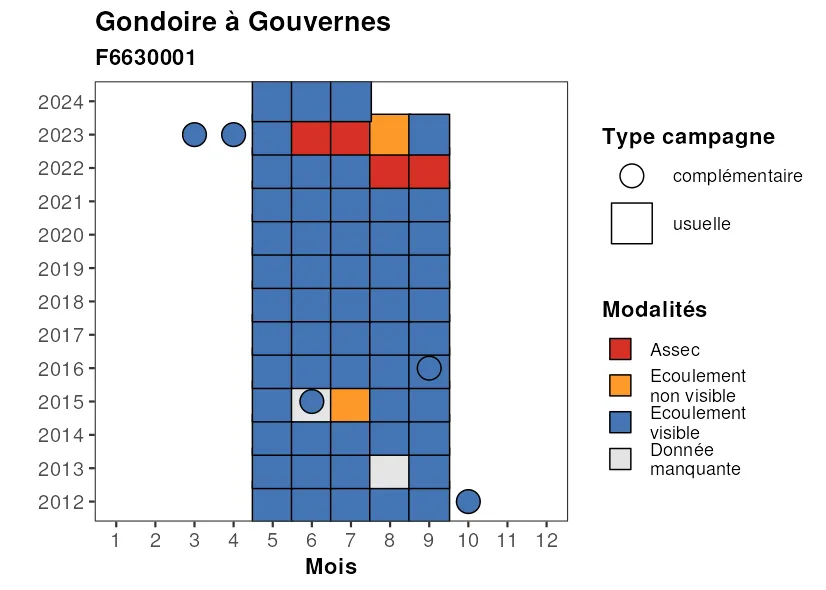 Gondoire à Gouvernes
F6630001
2024
2023
2022
2021
2020
2019
2018
2017
2016
2015
2014
2013
2012
1 2 3 4 5 6 7 8 9 10 11 12
Mois
Type campagne
complémentaire
usuelle
Modalités
Assec
Ecoulement
non visible
Ecoulement
visible
Donnée
manquante